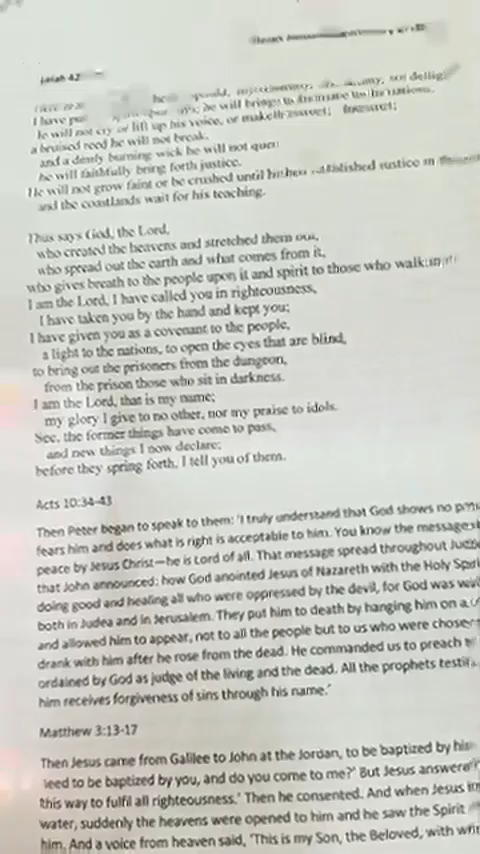 Isaiah 42
I have put he will bring
he will not cry or lift up his voice, or make
a bruised reed he will not break,
and a dimly burning wick he will not
he will faithfully bring forth justice.
He will not grow faint or be crushed until in
and the coastlands wait for his teaching.
Thus says God, the Lord,
who created the heavens and stretched them out,
who spread out the earth and what comes from it,
who gives breath to the people upon it and spirit to those who walk
I am the Lord, I have called you in righteousness,
I have taken you by the hand and kept you;
I have given you as a covenant to the people,
a light to the nations, to open the eyes that are blind,
to bring out the prisoners from the dungeon,
from the prison those who sit in darkness.
I am the Lord, that is my name;
my glory I give to no other, nor my praise to idols.
See, the former things have come to pass,
and new things I now declare;
before they spring forth, I tell you of them.
Acts 10:34-43
Then Peter began to speak to them: 'I truly understand that God shows no
fears him and does what is right is acceptable to him. You know the message
peace by Jesus Christ—he is Lord of all. That message spread throughout
that John announced: how God anointed Jesus of Nazareth with the Holy
doing good and healing all who were oppressed by the devil, for God was
both in Judea and in Jerusalem. They put him to death by hanging him on a
and allowed him to appear, not to all the people but to us who were
drank with him after he rose from the dead. He commanded us to preach
ordained by God as judge of the living and the dead. All the prophets
him receives forgiveness of sins through his name.'
Matthew 3:13-17
Then Jesus came from Galilee to John at the Jordan, to be baptized by
need to be baptized by you, and do you come to me?' But Jesus
this way to fulfil all righteousness.' Then he consented. And when Jesus
water, suddenly the heavens were opened to him and he saw the Spirit
him. And a voice from heaven said, 'This is my Son, the Beloved, with